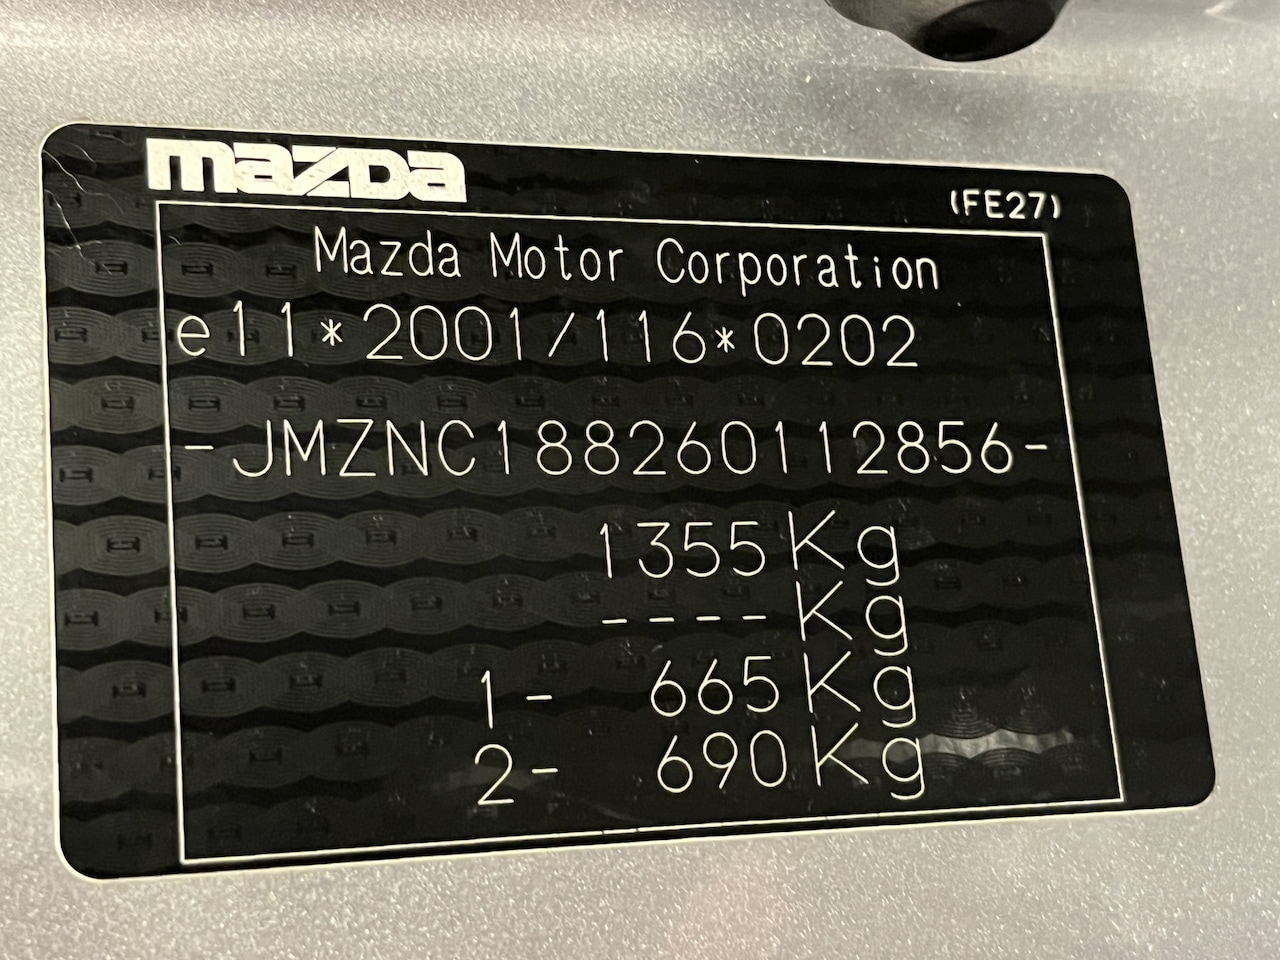 mazda
(FE27)
Mazda Motor Corporation
e11*2001/116*0202
-JMZNC188260112856-
1355Kg
----Kg
1- 665Kg
2- 690Kg